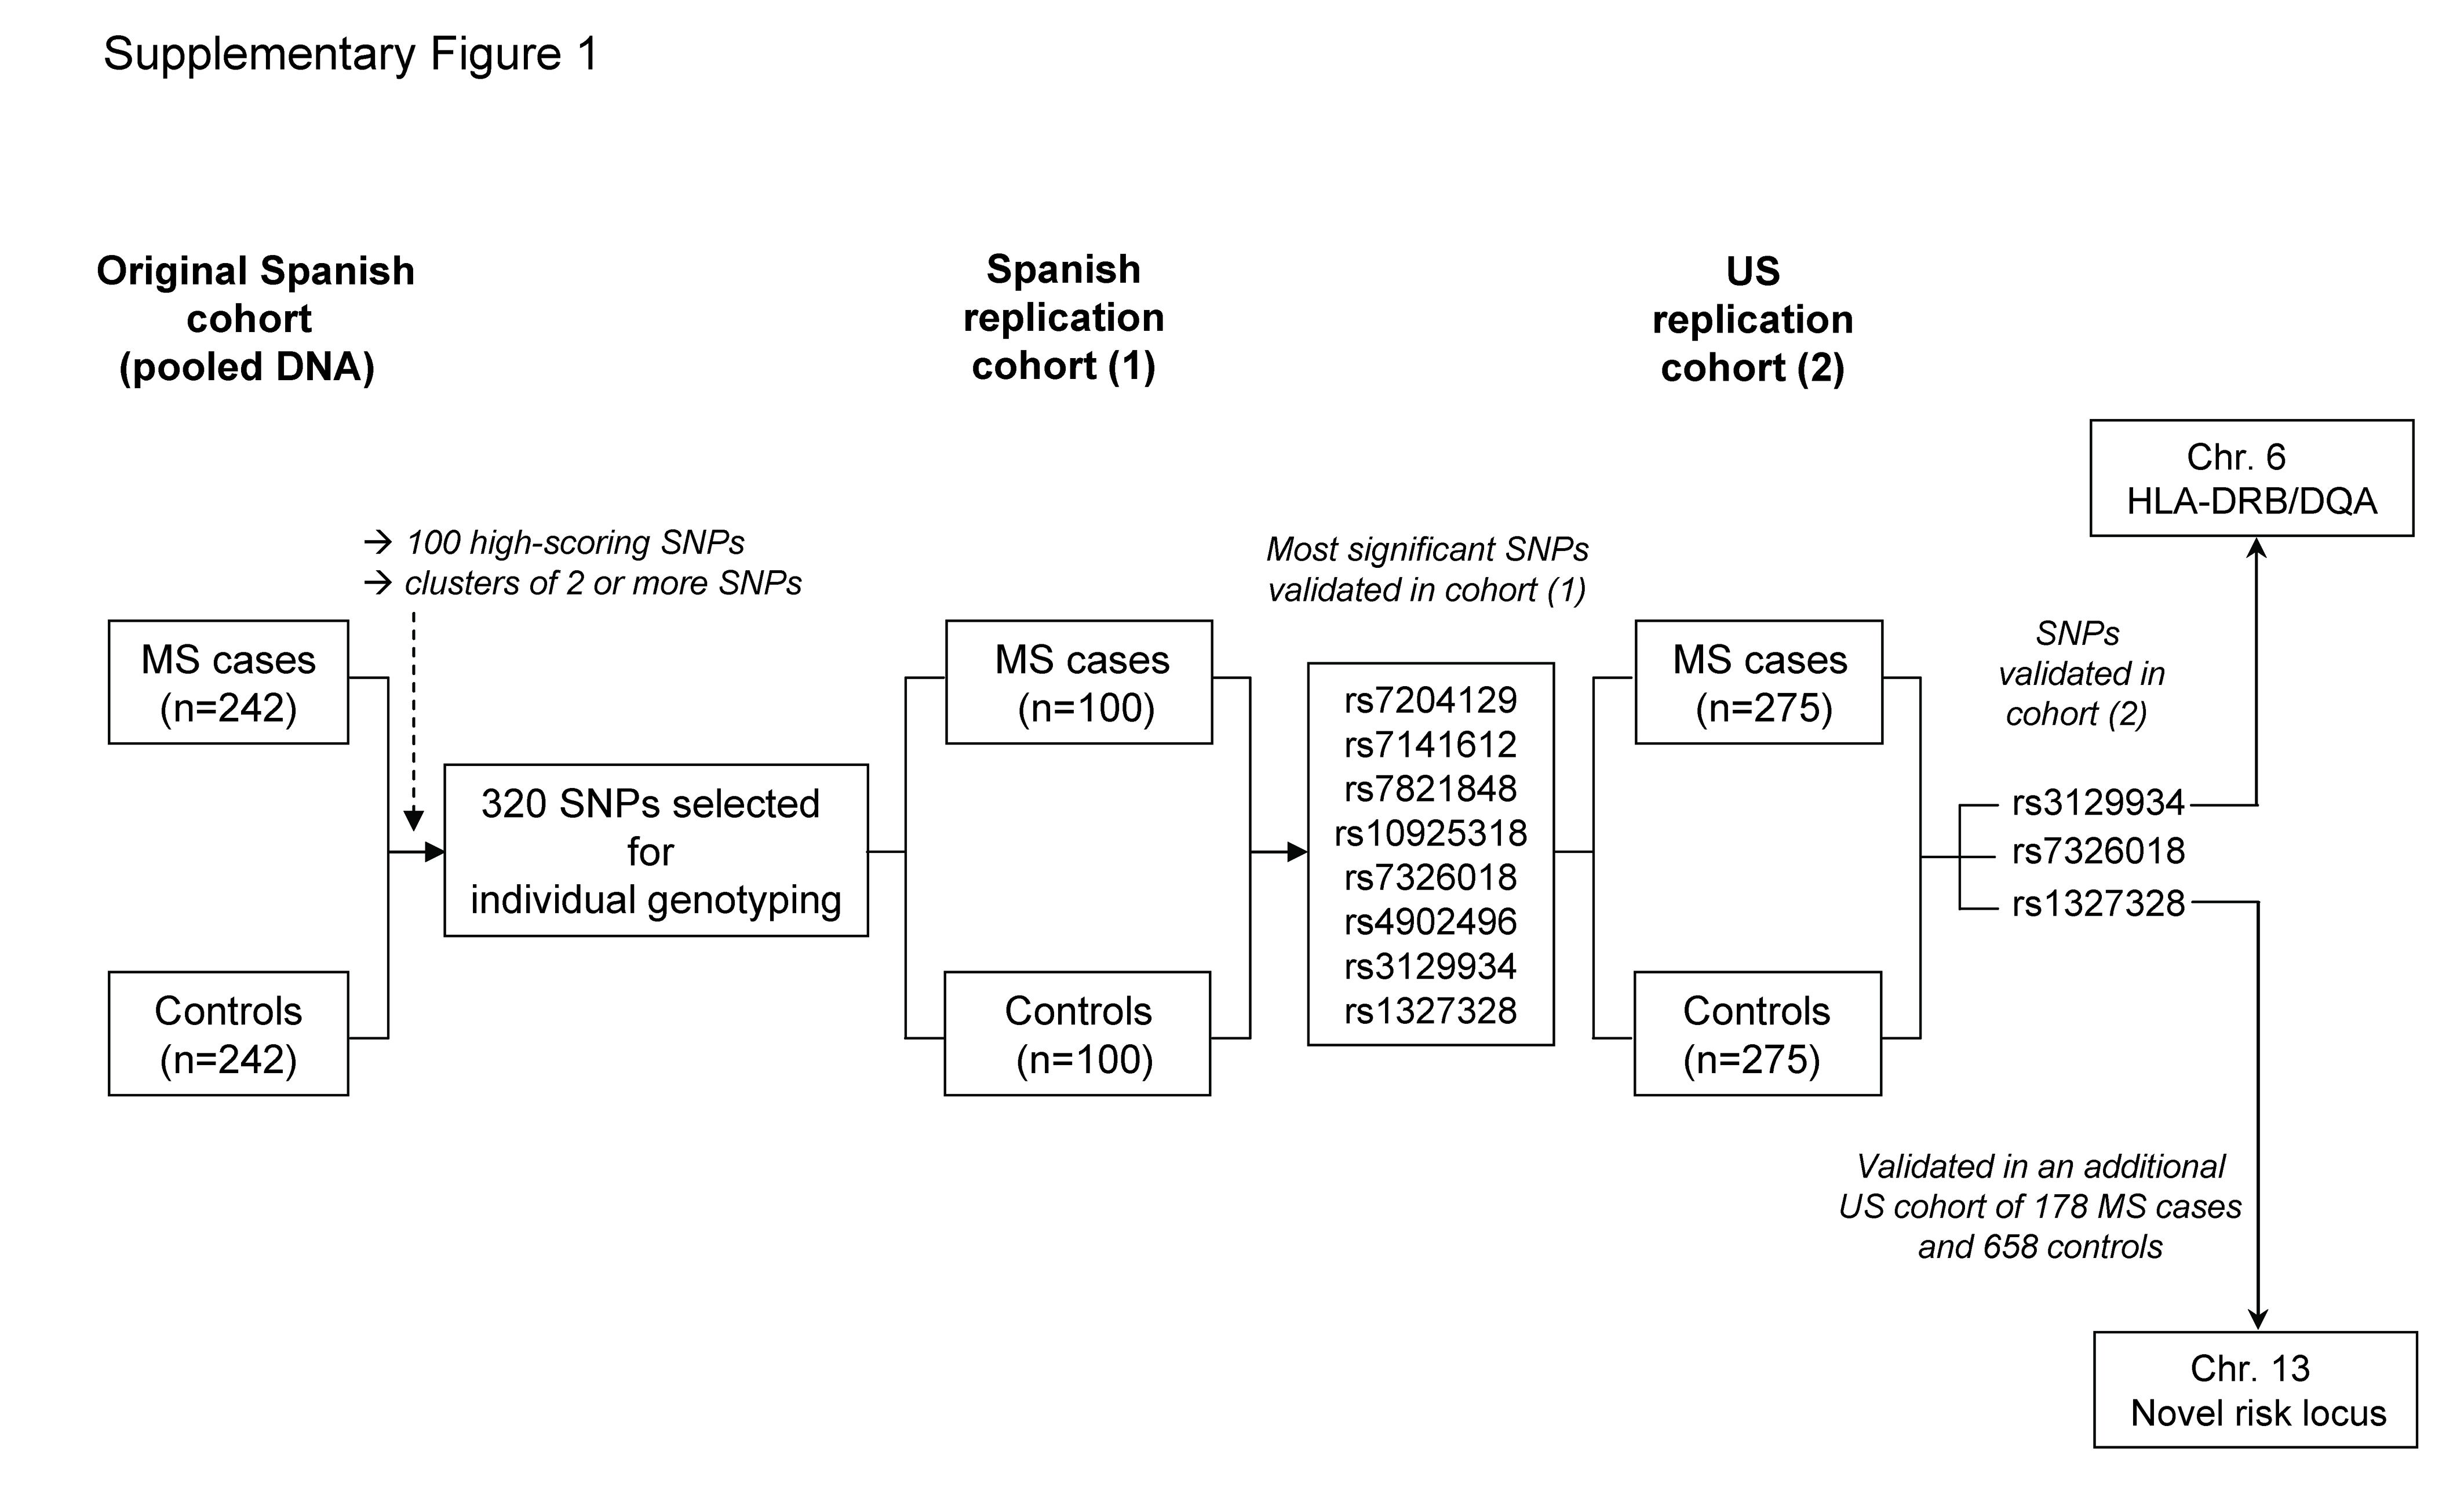 Supplementary Figure 1
Original Spanish
cohort
(pooled DNA)
Spanish
replication
cohort (1)
US
replication
cohort (2)
→ 100 high-scoring SNPs
→ clusters of 2 or more SNPs
MS cases
(n=242)
Controls
(n=242)
320 SNPs selected
for
individual genotyping
MS cases
(n=100)
Controls
(n=100)
Most significant SNPs
validated in cohort (1)
rs7204129
rs7141612
rs7821848
rs10925318
rs7326018
rs4902496
rs3129934
rs1327328
MS cases
(n=275)
Controls
(n=275)
SNPs
validated in
cohort (2)
rs3129934
rs7326018
rs1327328
Chr. 6
HLA-DRB/DQA
Validated in an additional
US cohort of 178 MS cases
and 658 controls
Chr. 13
Novel risk locus